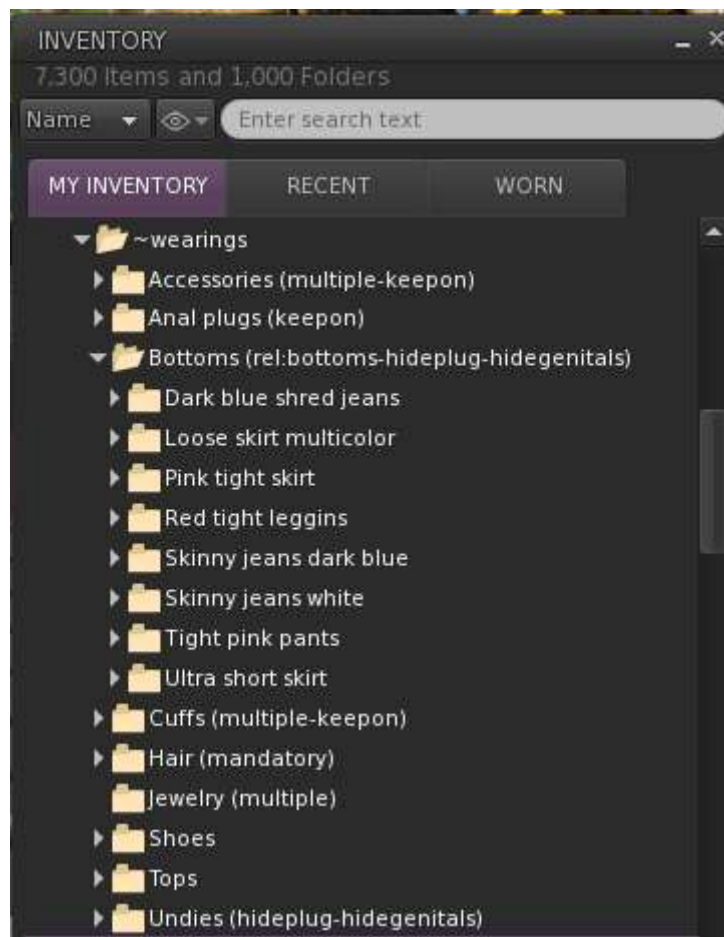 INVENTORY
7,300 Items and 1,000 Folders
Name
Enter search text
MY INVENTORY RECENT WORN
~wearings
Accessories (multiple-keepon)
Anal plugs (keepon)
Bottoms (rel:bottoms-hideplug-hidegenitals)
Dark blue shred jeans
Loose skirt multicolor
Pink tight skirt
Red tight leggins
Skinny jeans dark blue
Skinny jeans white
Tight pink pants
Ultra short skirt
Cuffs (multiple-keepon)
Hair (mandatory)
Jewelry (multiple)
Shoes
Tops
Undies (hideplug-hidegenitals)